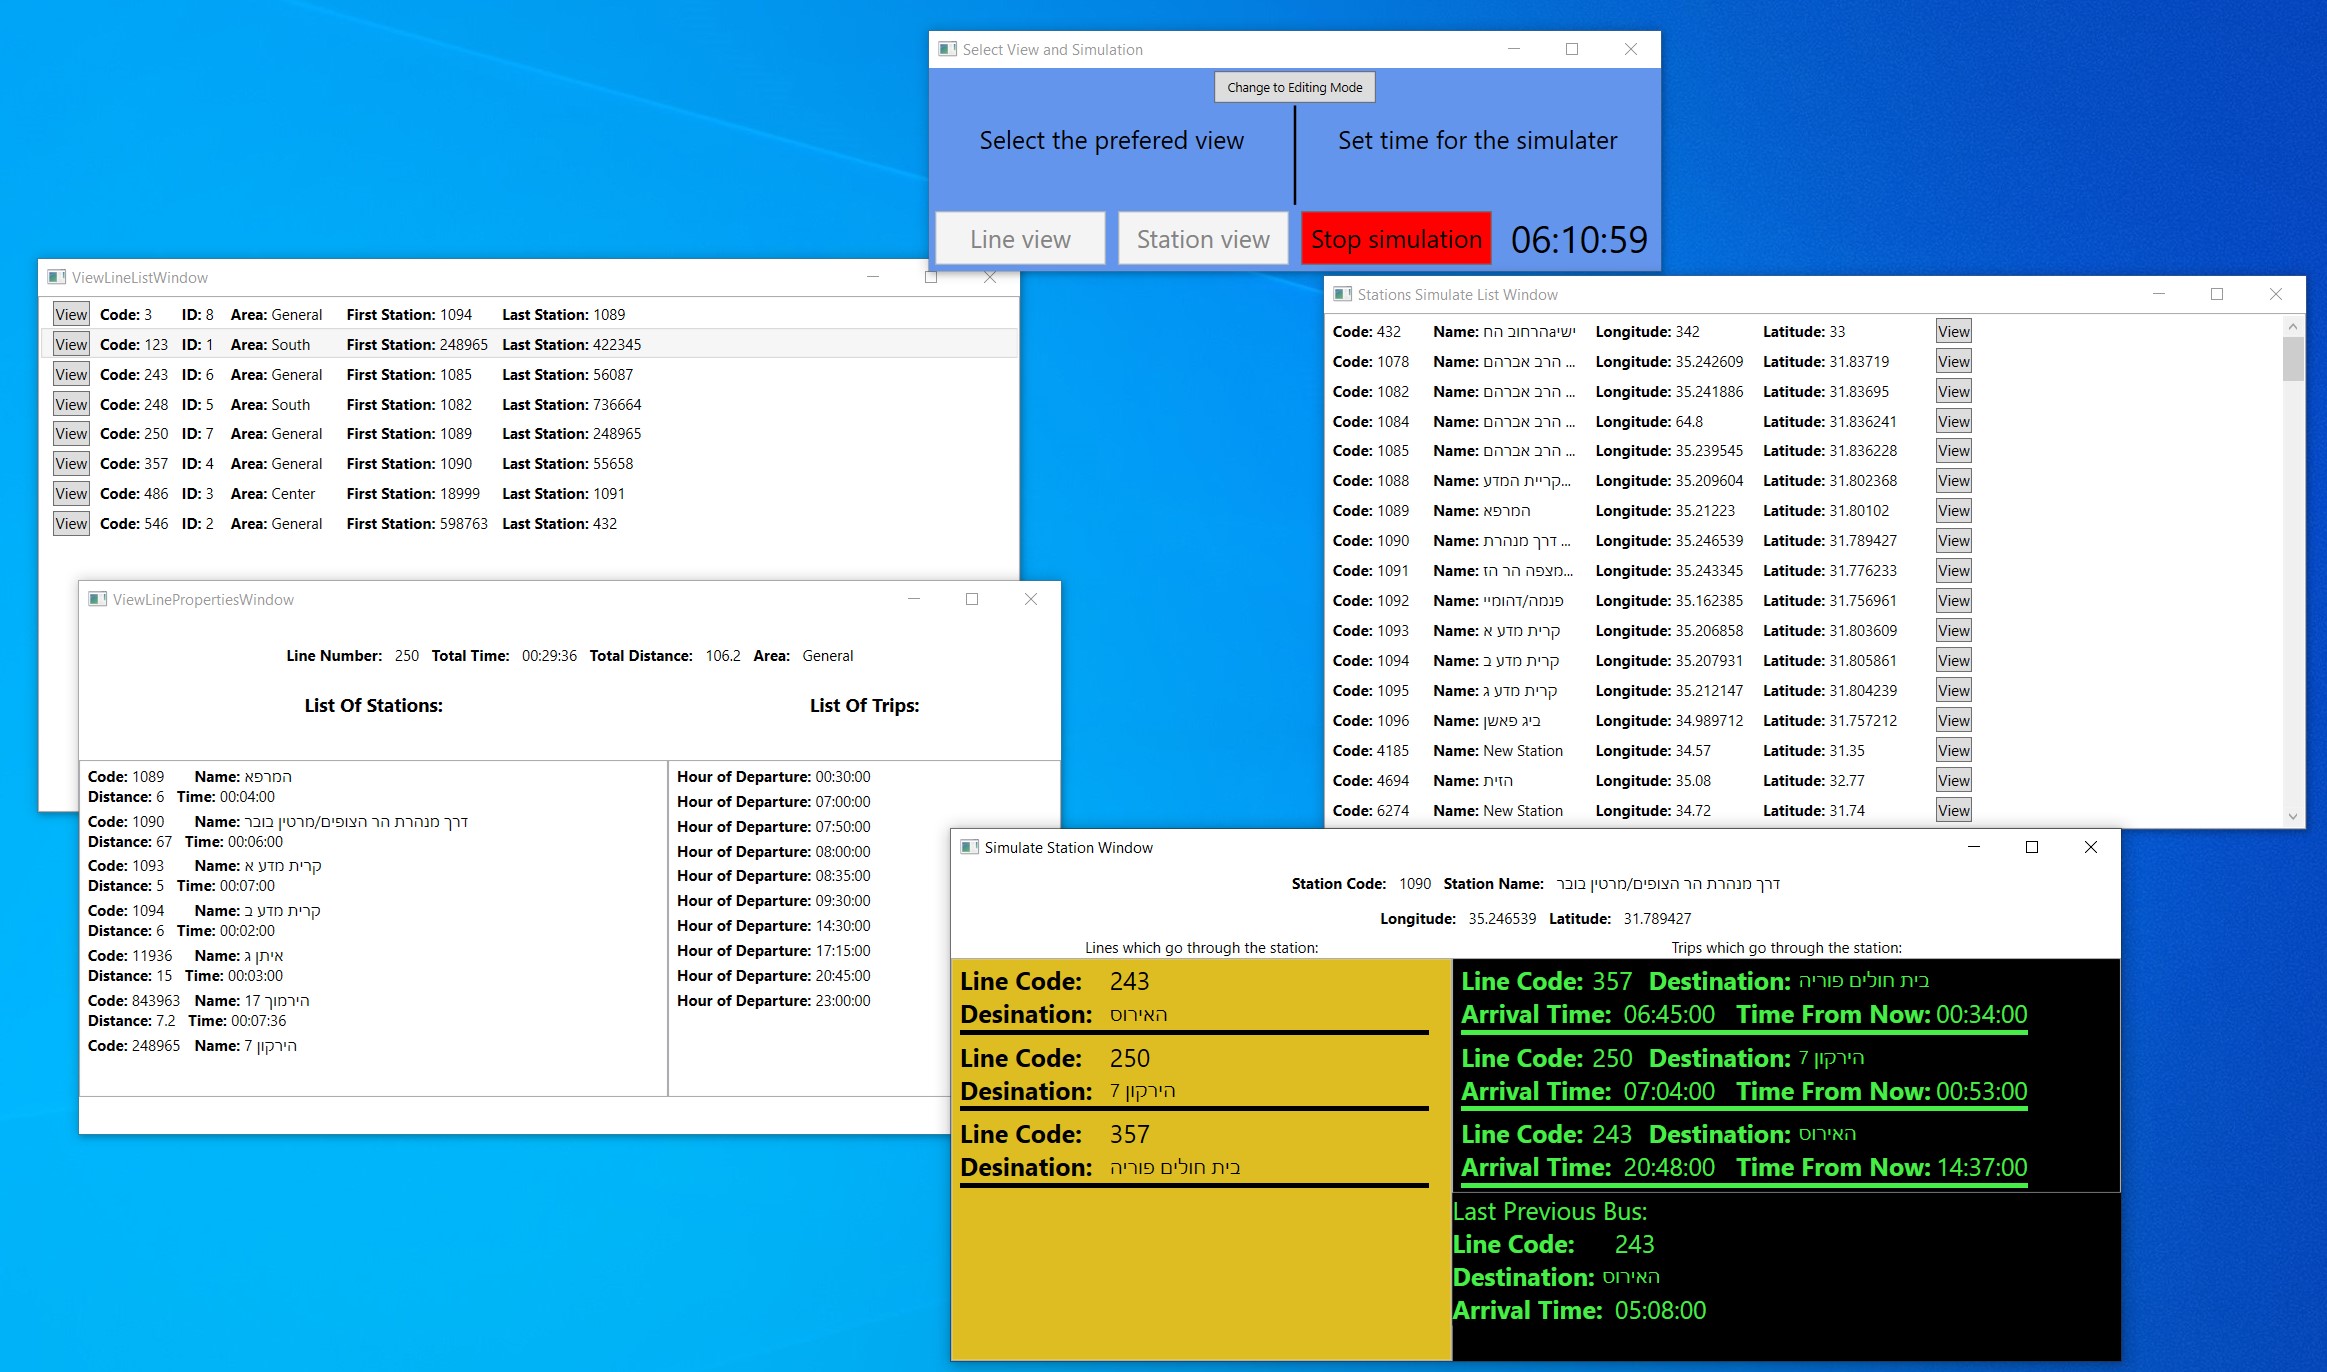 Select View and Simulation
Change to Editing Mode
Select the prefered view
Set time for the simulater
Line view
Station view
Stop simulation
06:10:59
ViewLineListWindow
View Code: 3 ID: 8 Area: General First Station: 1094 Last Station: 1089
View Code: 123 ID: 1 Area: South First Station: 248965 Last Station: 422345
View Code: 243 ID: 6 Area: General First Station: 1085 Last Station: 56087
View Code: 248 ID: 5 Area: South First Station: 1082 Last Station: 736664
View Code: 250 ID: 7 Area: General First Station: 1089 Last Station: 248965
View Code: 357 ID: 4 Area: General First Station: 1090 Last Station: 55658
View Code: 486 ID: 3 Area: Center First Station: 18999 Last Station: 1091
View Code: 546 ID: 2 Area: General First Station: 598763 Last Station: 432
Stations Simulate List Window
Code: 432 Name: ישיaהרחוב הח Longitude: 342 Latitude: 33 View
Code: 1078 Name: הרב אברהם ... Longitude: 35.242609 Latitude: 31.83719 View
Code: 1082 Name: הרב אברהם ... Longitude: 35.241886 Latitude: 31.83695 View
Code: 1084 Name: הרב אברהם ... Longitude: 64.8 Latitude: 31.836241 View
Code: 1085 Name: הרב אברהם ... Longitude: 35.239545 Latitude: 31.836228 View
Code: 1088 Name: קריית המדע... Longitude: 35.209604 Latitude: 31.802368 View
Code: 1089 Name: המרפא Longitude: 35.21223 Latitude: 31.80102 View
Code: 1090 Name: דרך מנהרת ... Longitude: 35.246539 Latitude: 31.789427 View
Code: 1091 Name: מצפה הר הז... Longitude: 35.243345 Latitude: 31.776233 View
Code: 1092 Name: פנמה/דהומיי Longitude: 35.162385 Latitude: 31.756961 View
Code: 1093 Name: קרית מדע א Longitude: 35.206858 Latitude: 31.803609 View
Code: 1094 Name: קרית מדע ב Longitude: 35.207931 Latitude: 31.805861 View
Code: 1095 Name: קרית מדע ג Longitude: 35.212147 Latitude: 31.804239 View
Code: 1096 Name: ביג פאשן Longitude: 34.989712 Latitude: 31.757212 View
Code: 4185 Name: New Station Longitude: 34.57 Latitude: 31.35 View
Code: 4694 Name: הזית Longitude: 35.08 Latitude: 32.77 View
Code: 6274 Name: New Station Longitude: 34.72 Latitude: 31.74 View
ViewLinePropertiesWindow
Line Number: 250 Total Time: 00:29:36 Total Distance: 106.2 Area: General
List Of Stations:
Code: 1089 Name: המרפא
Distance: 6 Time: 00:04:00
Code: 1090 Name: דרך מנהרת הר הצופים/מרטין בובר
Distance: 67 Time: 00:06:00
Code: 1093 Name: קרית מדע א
Distance: 5 Time: 00:07:00
Code: 1094 Name: קרית מדע ב
Distance: 6 Time: 00:02:00
Code: 11936 Name: איתן ג
Distance: 15 Time: 00:03:00
Code: 843963 Name: הירמוך 17
Distance: 7.2 Time: 00:07:36
Code: 248965 Name: הירקון 7
List Of Trips:
Hour of Departure: 00:30:00
Hour of Departure: 07:00:00
Hour of Departure: 07:50:00
Hour of Departure: 08:00:00
Hour of Departure: 08:35:00
Hour of Departure: 09:30:00
Hour of Departure: 14:30:00
Hour of Departure: 17:15:00
Hour of Departure: 20:45:00
Hour of Departure: 23:00:00
Simulate Station Window
Station Code: 1090 Station Name: דרך מנהרת הר הצופים/מרטין בובר
Longitude: 35.246539 Latitude: 31.789427
Lines which go through the station:
Line Code: 243
Desination: האירוס
Line Code: 250
Desination: הירקון 7
Line Code: 357
Desination: בית חולים פוריה
Trips which go through the station:
Line Code: 357 Destination: בית חולים פוריה
Arrival Time: 06:45:00 Time From Now: 00:34:00
Line Code: 250 Destination: הירקון 7
Arrival Time: 07:04:00 Time From Now: 00:53:00
Line Code: 243 Destination: האירוס
Arrival Time: 20:48:00 Time From Now: 14:37:00
Last Previous Bus:
Line Code: 243
Destination: האירוס
Arrival Time: 05:08:00